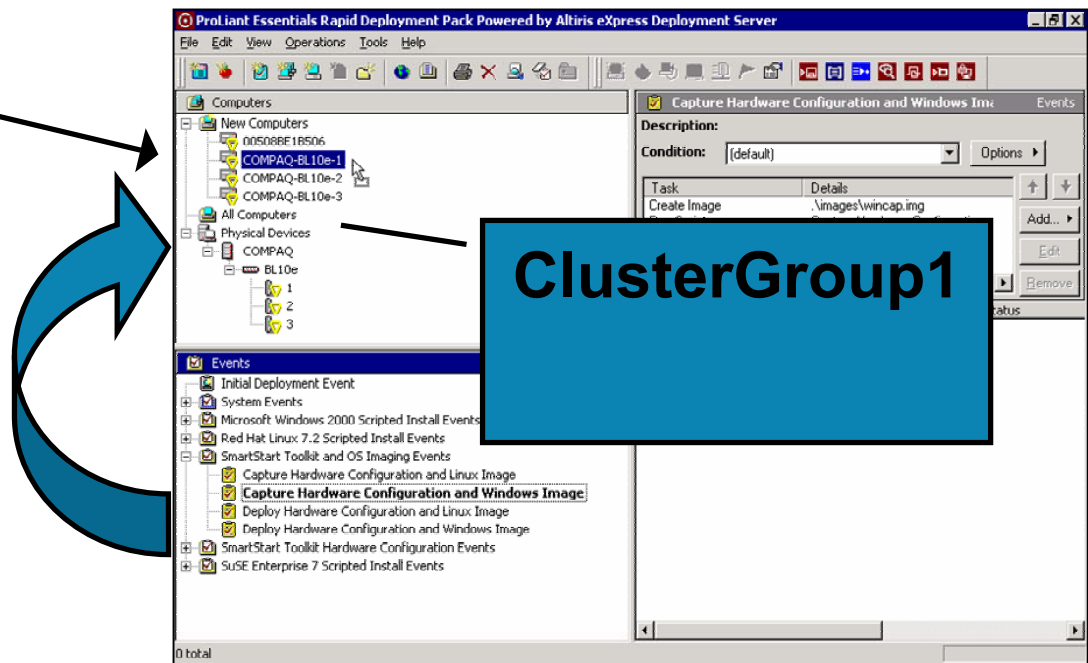 ProLiant Essentials Rapid Deployment Pack Powered by Altiris eXpress Deployment Server
File Edit View Operations Tools Help
Computers
New Computers
00508BE1B506
COMPAQ-BL10e-1
COMPAQ-BL10e-2
COMPAQ-BL10e-3
All Computers
Physical Devices
COMPAQ
BL10e
1
2
3
Capture Hardware Configuration and Windows Ima
Events
Description:
Condition: (default) Options
Task Details
Create Image .\images\wincap.img
Add...
Edit
Remove
tatus
ClusterGroup1
Events
Initial Deployment Event
System Events
Microsoft Windows 2000 Scripted Install Events
Red Hat Linux 7.2 Scripted Install Events
SmartStart Toolkit and OS Imaging Events
Capture Hardware Configuration and Linux Image
Capture Hardware Configuration and Windows Image
Deploy Hardware Configuration and Linux Image
Deploy Hardware Configuration and Windows Image
SmartStart Toolkit Hardware Configuration Events
SuSE Enterprise 7 Scripted Install Events
0 total